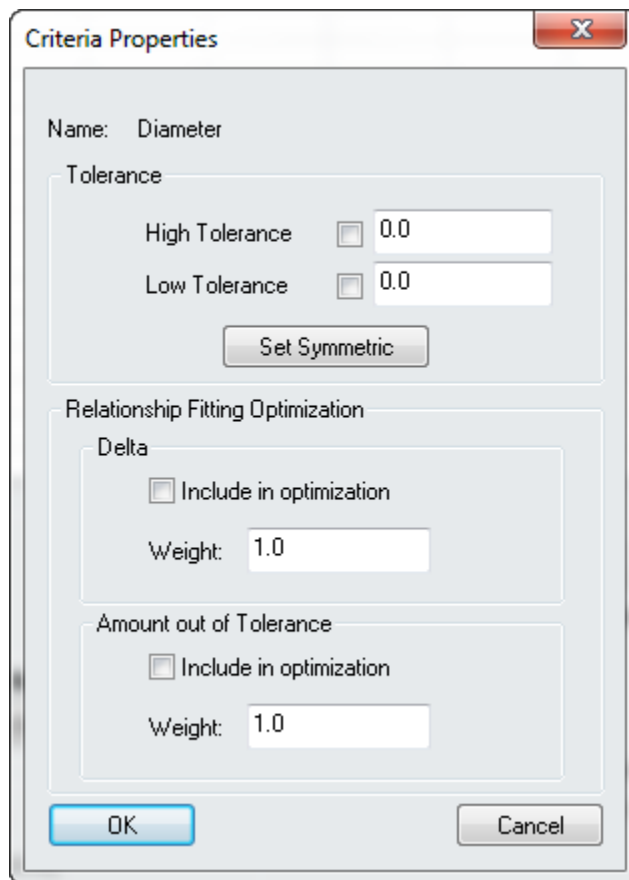 Criteria Properties
Name: Diameter
Tolerance
High Tolerance 0.0
Low Tolerance 0.0
Set Symmetric
Relationship Fitting Optimization
Delta
Include in optimization
Weight: 1.0
Amount out of Tolerance
Include in optimization
Weight: 1.0
OK Cancel